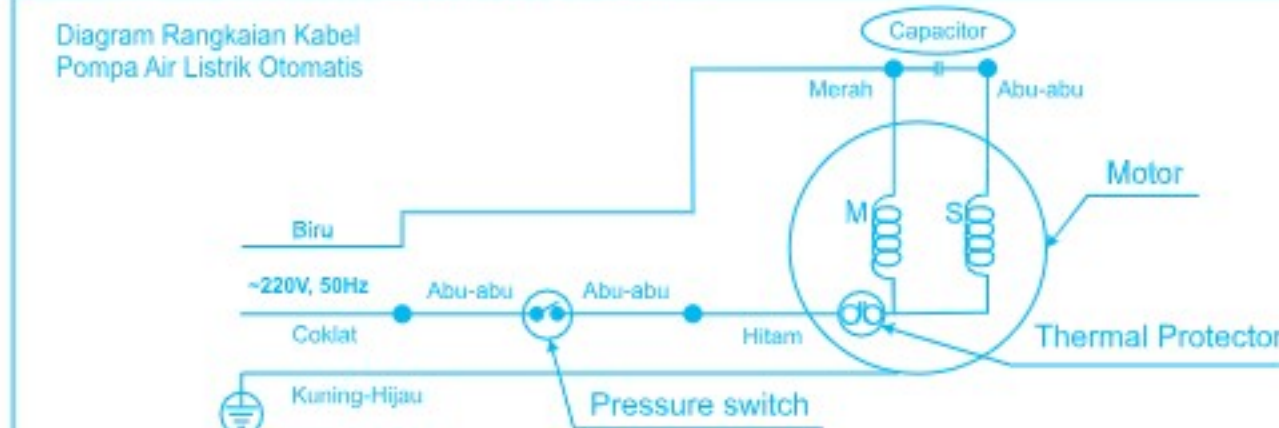 Diagram Rangkaian Kabel
Pompa Air Listrik Otomatis
Capacitor
Merah
Abu-abu
Motor
M
S
Biru
~220V, 50Hz
Abu-abu
Abu-abu
Coklat
Hitam
Thermal Protector
Kuning-Hijau
Pressure switch